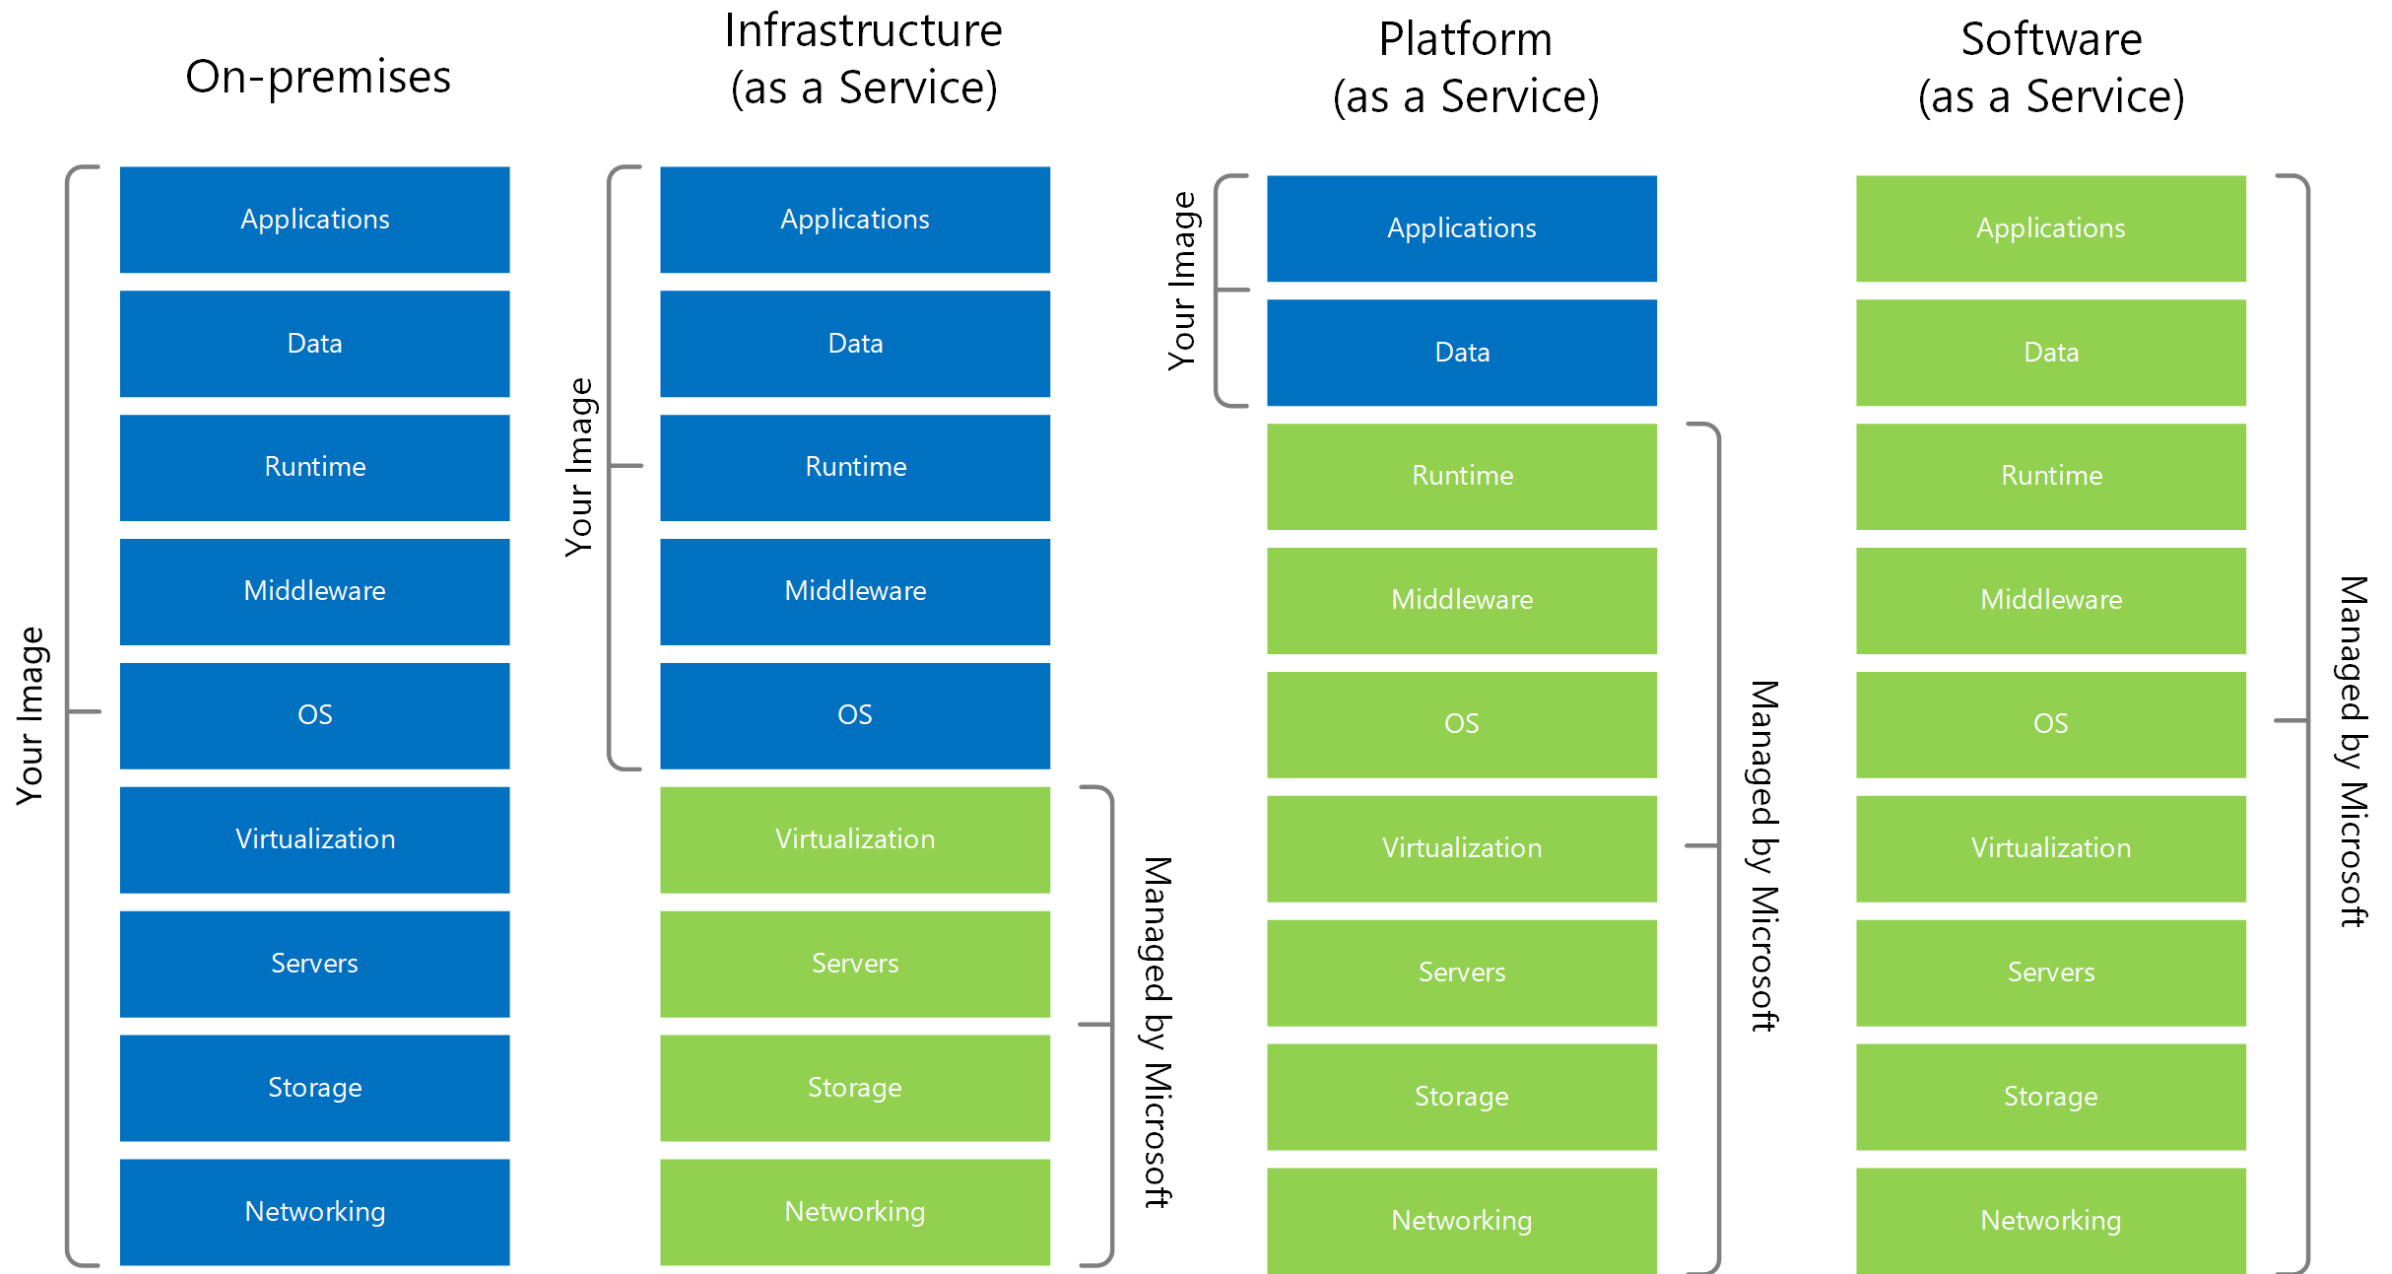 On-premises
Your Image
Applications
Data
Runtime
Middleware
OS
Virtualization
Servers
Storage
Networking
Infrastructure
(as a Service)
Your Image
Applications
Data
Runtime
Middleware
OS
Virtualization
Servers
Storage
Networking
Managed by Microsoft
Platform
(as a Service)
Your Image
Applications
Data
Runtime
Middleware
OS
Virtualization
Servers
Storage
Networking
Managed by Microsoft
Software
(as a Service)
Applications
Data
Runtime
Middleware
OS
Virtualization
Servers
Storage
Networking
Managed by Microsoft